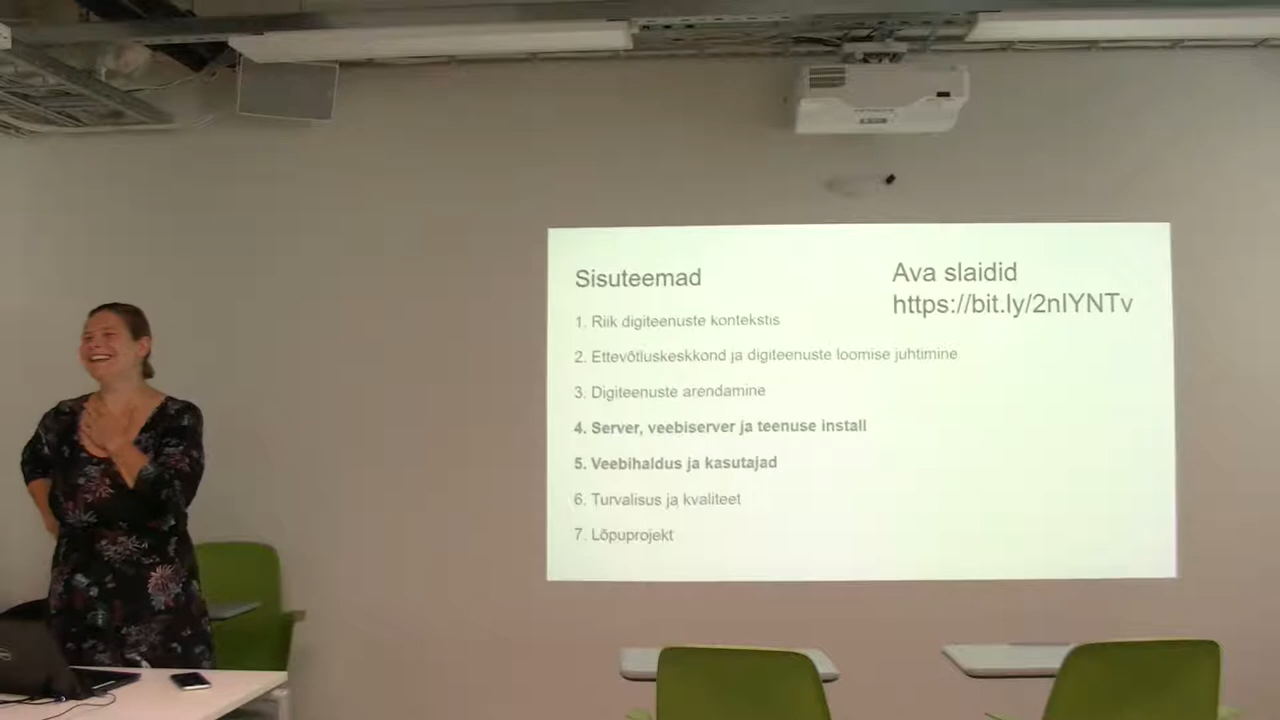 Sisuteemad
1. Riik digiteenuste kontekstis
2. Ettevõtluskeskkond ja digiteenuste loomise juhtimine
3. Digiteenuste arendamine
4. Server, veebiserver ja teenuse install
5. Veebihaldus ja kasutajad
6. Turvalisus ja kvaliteet
7. Lõpuprojekt
Ava slaidid
https://bit.ly/2nlYNTv